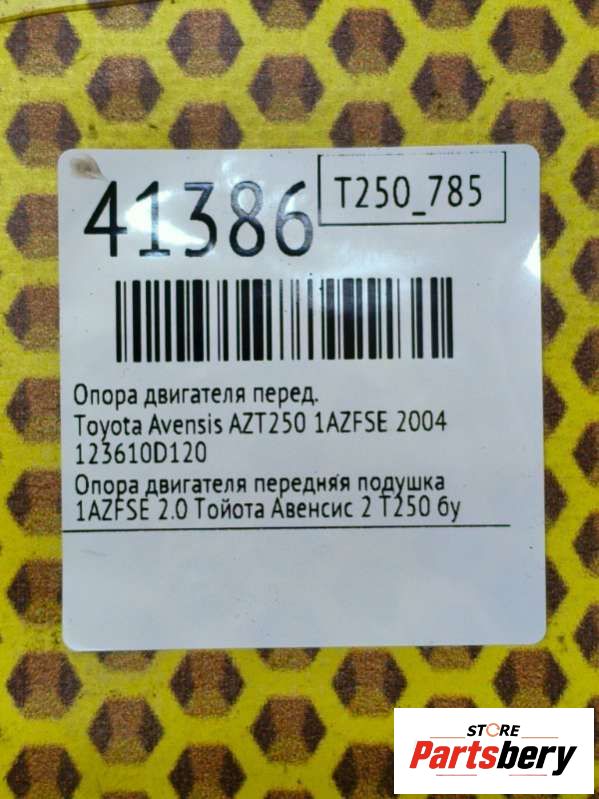 41386
T250_785
Опора двигателя перед.
Toyota Avensis AZT250 1AZFSE 2004
123610D120
Опора двигателя передняя подушка
1AZFSE 2.0 Тойота Авенсис 2 T250 бу
STORE
Partsbery